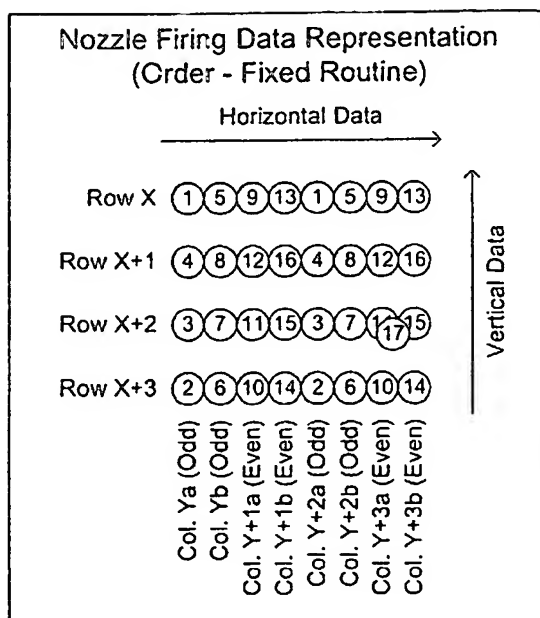 Nozzle Firing Data Representation
(Order - Fixed Routine)
Horizontal Data
Row X 1 5 9 13 1 5 9 13
Row X+1 4 8 12 16 4 8 12 16
Row X+2 3 7 11 15 3 7 17 15
Row X+3 2 6 10 14 2 6 10 14
Vertical Data
Col. Ya (Odd)
Col. Yb (Odd)
Col. Y+1a (Even)
Col. Y+1b (Even)
Col. Y+2a (Odd)
Col. Y+2b (Odd)
Col. Y+3a (Even)
Col. Y+3b (Even)